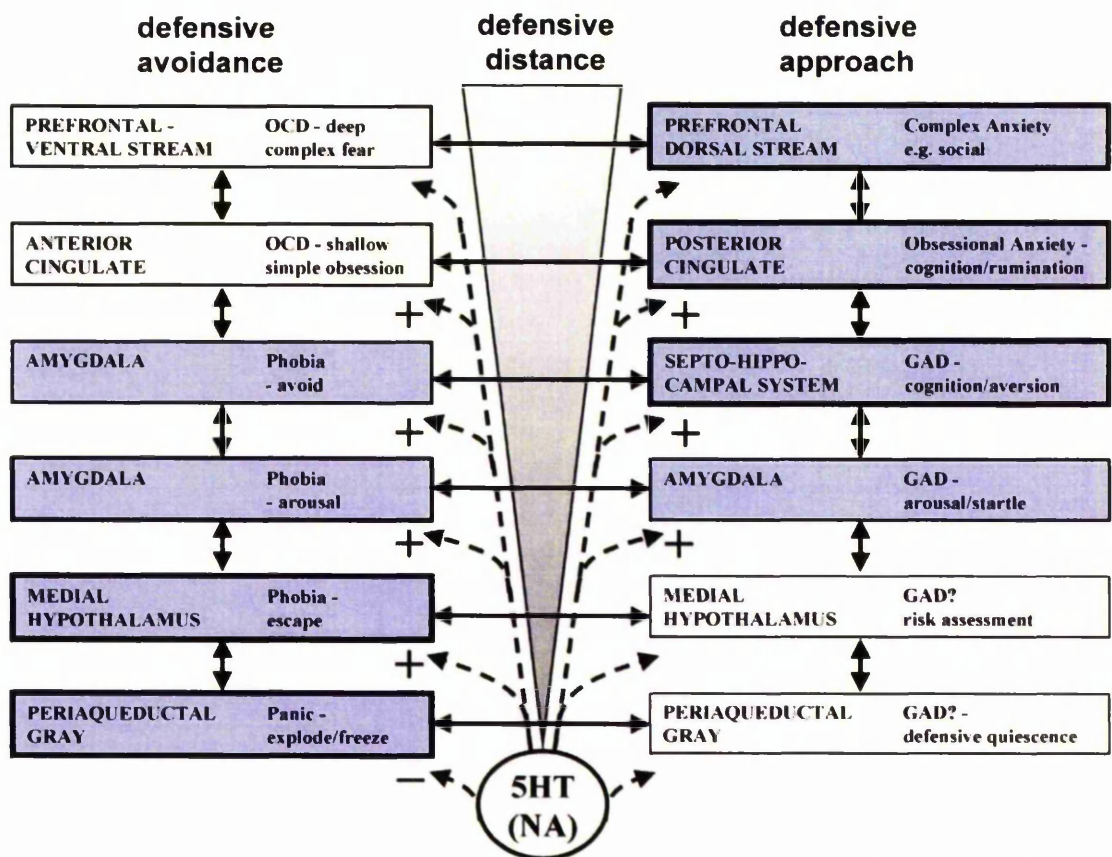 defensive
avoidance
defensive
distance
defensive
approach
PREFRONTAL -
VENTRAL STREAM
OCD - deep
complex fear
PREFRONTAL
DORSAL STREAM
Complex Anxiety
e.g. social
ANTERIOR
CINGULATE
OCD - shallow
simple obsession
POSTERIOR
CINGULATE
Obsessional Anxiety -
cognition/rumination
+
+
AMYGDALA
Phobia
- avoid
SEPTO-HIPPO-
CAMPAL SYSTEM
GAD -
cognition/aversion
+
+
AMYGDALA
Phobia
- arousal
AMYGDALA
GAD -
arousal/startle
+
+
MEDIAL
HYPOTHALAMUS
Phobia -
escape
MEDIAL
HYPOTHALAMUS
GAD?
risk assessment
+
PERIAQUEDUCTAL
GRAY
Panic -
explode/freeze
PERIAQUEDUCTAL
GRAY
GAD? -
defensive quiescence
–
5HT
(NA)